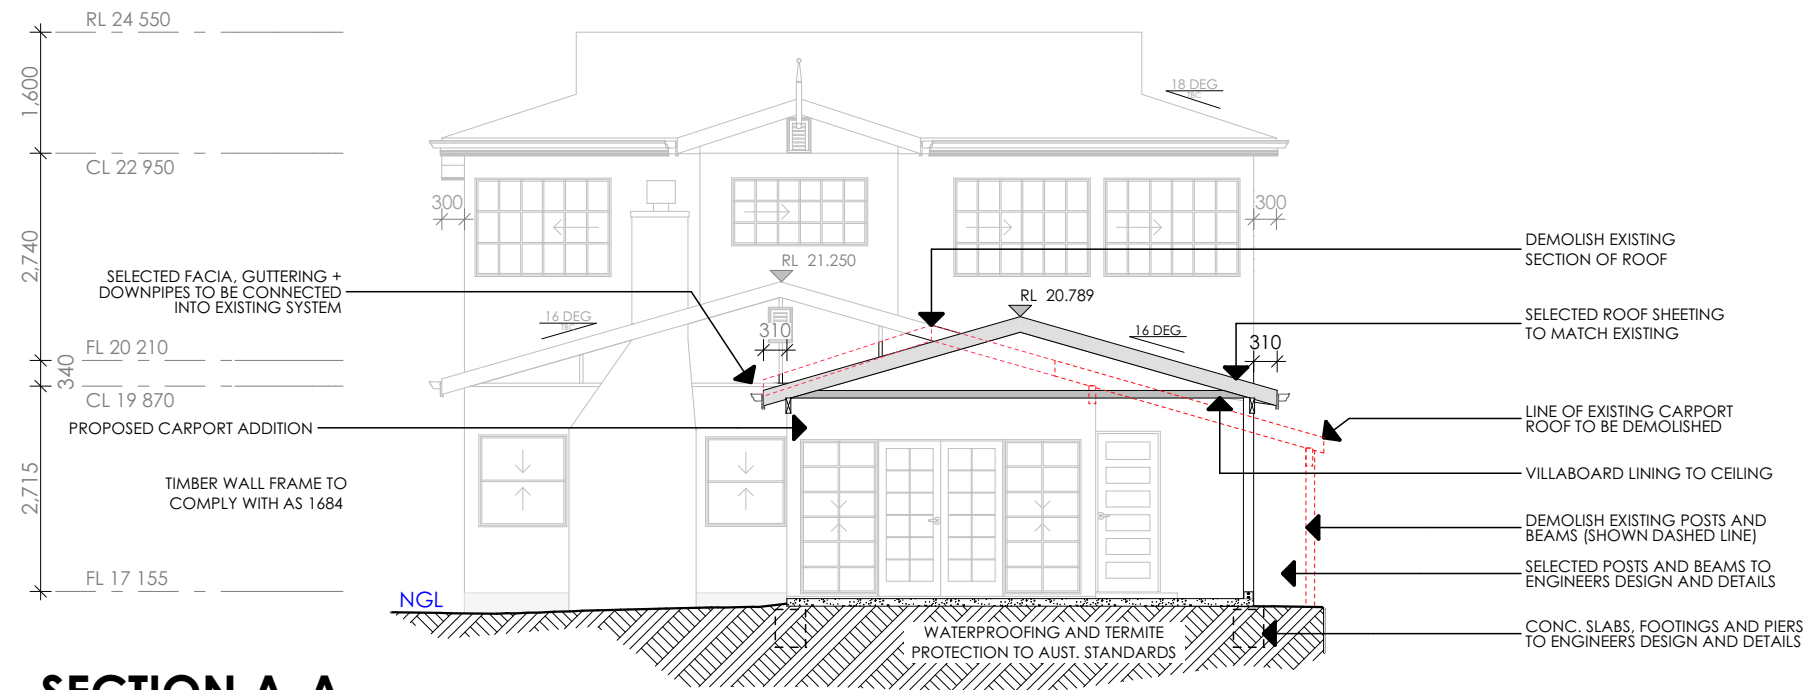 RL 24 550
1,600
18 DEG
TBC
CL 22 950
300
300
2,740
DEMOLISH EXISTING
SECTION OF ROOF
RL 21.250
SELECTED FACIA, GUTTERING +
DOWNPIPES TO BE CONNECTED
INTO EXISTING SYSTEM
RL 20.789
16 DEG
TBC
310
16 DEG
310
SELECTED ROOF SHEETING
TO MATCH EXISTING
FL 20 210
340
CL 19 870
PROPOSED CARPORT ADDITION
LINE OF EXISTING CARPORT
ROOF TO BE DEMOLISHED
2,715
TIMBER WALL FRAME TO
COMPLY WITH AS 1684
VILLABOARD LINING TO CEILING
DEMOLISH EXISTING POSTS AND
BEAMS (SHOWN DASHED LINE)
FL 17 155
SELECTED POSTS AND BEAMS TO
ENGINEERS DESIGN AND DETAILS
NGL
WATERPROOFING AND TERMITE
PROTECTION TO AUST. STANDARDS
CONC. SLABS, FOOTINGS AND PIERS
TO ENGINEERS DESIGN AND DETAILS
SECTION A-A